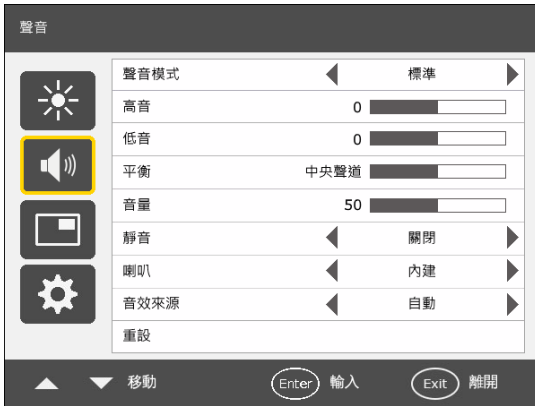 聲音
聲音模式 標準
高音 0
低音 0
平衡 中央聲道
音量 50
靜音 關閉
喇叭 內建
音效來源 自動
重設
移動 Enter 輸入 Exit 離開